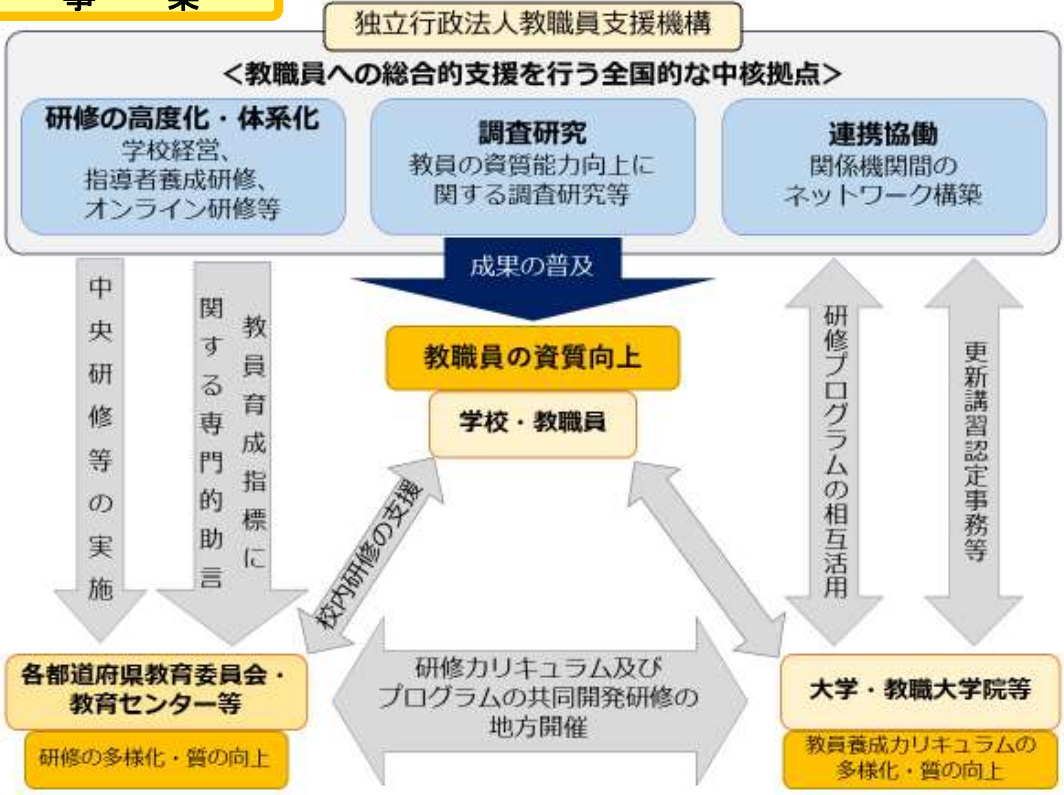 事業
独立行政法人教職員支援機構
＜教職員への総合的支援を行う全国的な中核拠点＞
研修の高度化・体系化
学校経営、
指導者養成研修、
オンライン研修等
調査研究
教員の資質能力向上に
関する調査研究等
連携協働
関係機関間の
ネットワーク構築
成果の普及
中央研修等の実施
教員育成指標に
関する専門的助言
教職員の資質向上
学校・教職員
研修プログラムの相互活用
更新講習認定事務等
校内研修の支援
各都道府県教育委員会・
教育センター等
研修の多様化・質の向上
研修カリキュラム及び
プログラムの共同開発研修の
地方開催
大学・教職大学院等
教員養成カリキュラムの
多様化・質の向上